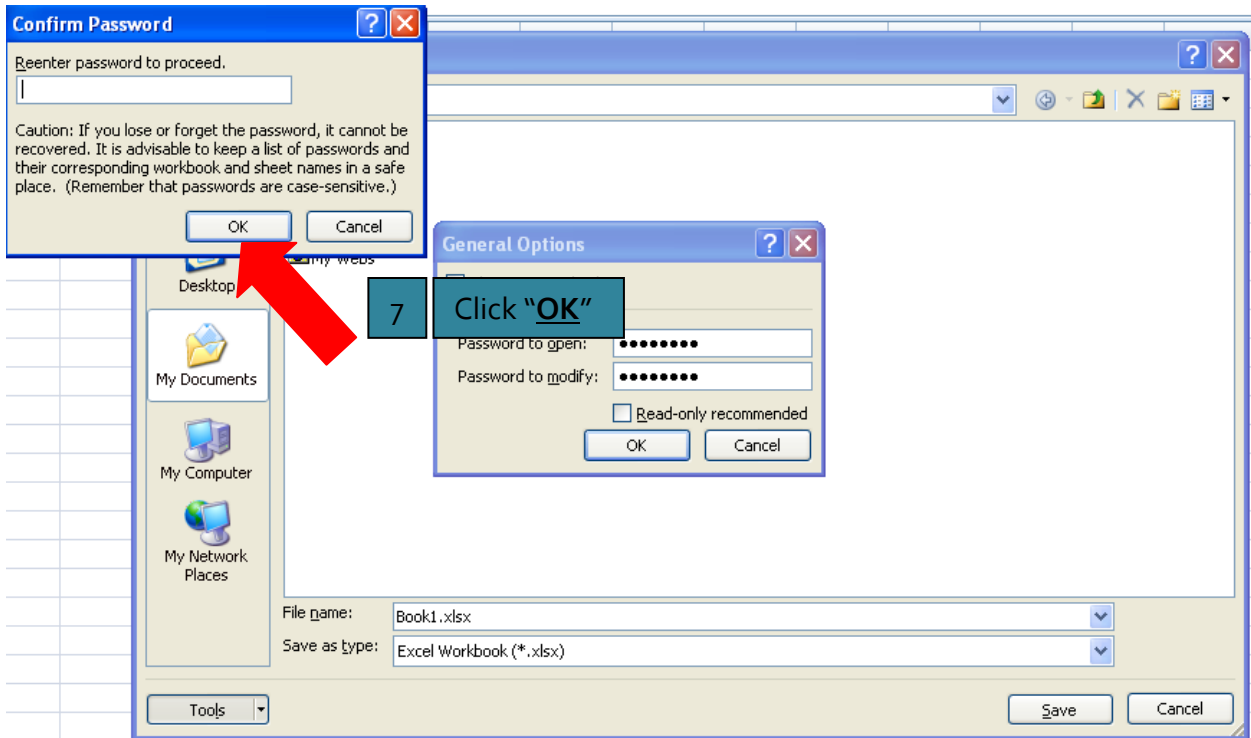 Confirm Password
Reenter password to proceed.
Caution: If you lose or forget the password, it cannot be
recovered. It is advisable to keep a list of passwords and
their corresponding workbook and sheet names in a safe
place. (Remember that passwords are case-sensitive.)
OK
Cancel
My Webs
Desktop
General Options
7
Click “OK”
Password to open:
Password to modify:
Read-only recommended
OK
Cancel
My Documents
My Computer
My Network
Places
File name:
Book1.xlsx
Save as type:
Excel Workbook (*.xlsx)
Tools
Save
Cancel